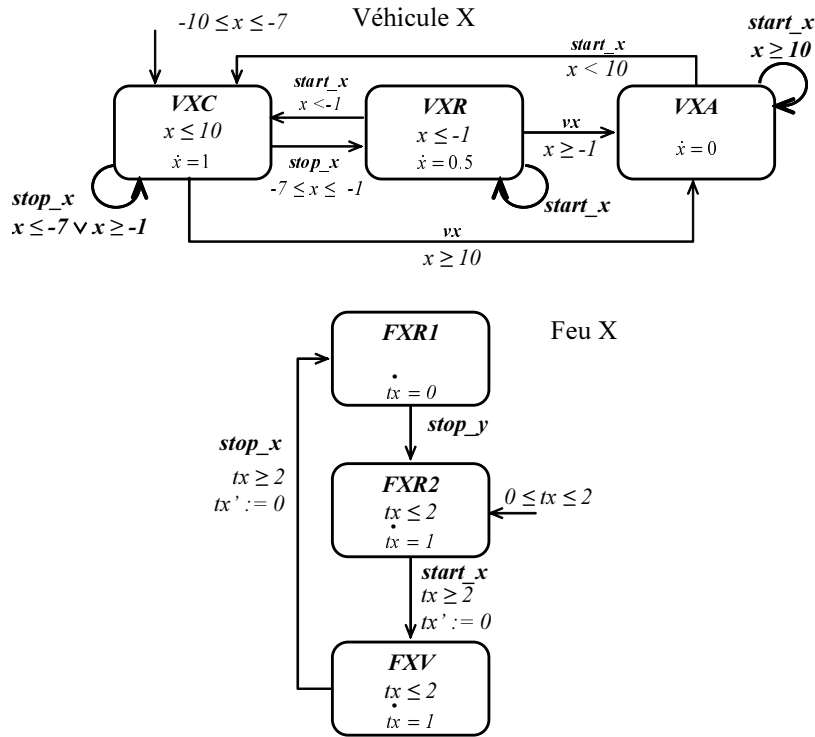 Véhicule X
-10 ≤ x ≤ -7
start_x
x < 10
start_x
x ≥ 10
VXC
x ≤ 10
ẋ = 1
start_x
x <-1
stop_x
-7 ≤ x ≤ -1
VXR
x ≤ -1
ẋ = 0.5
vx
x ≥ -1
VXA
ẋ = 0
stop_x
x ≤ -7 ∨ x ≥ -1
start_x
vx
x ≥ 10
Feu X
FXR1
ṫx = 0
stop_y
stop_x
tx ≥ 2
tx’ := 0
FXR2
tx ≤ 2
ṫx = 1
0 ≤ tx ≤ 2
start_x
tx ≥ 2
tx’ := 0
FXV
tx ≤ 2
ṫx = 1